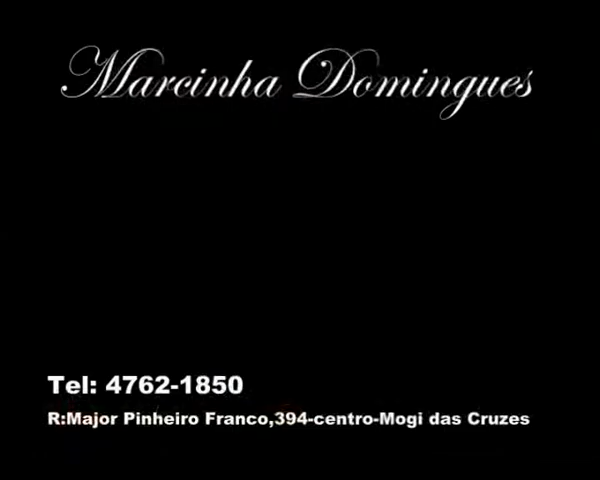 Marcinha Domingues
Tel: 4762-1850
R:Major Pinheiro Franco,394-centro-Mogi das Cruzes